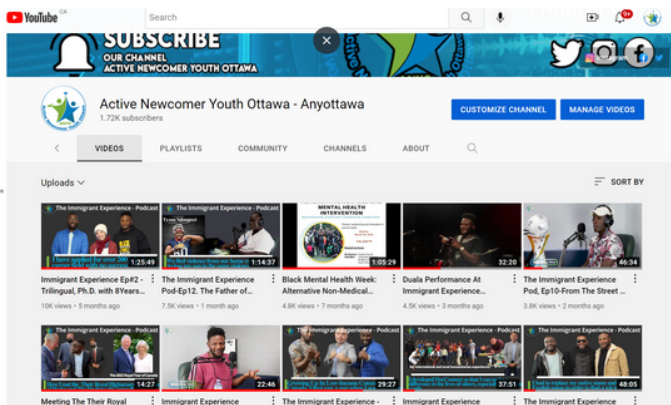 YouTube CA
Search
9+
SUBSCRIBE
OUR CHANNEL
ACTIVE NEWCOMER YOUTH OTTAWA
Active Newcomer Youth Ottawa - Anyottawa
1.72K subscribers
CUSTOMIZE CHANNEL
MANAGE VIDEOS
VIDEOS
PLAYLISTS
COMMUNITY
CHANNELS
ABOUT
Uploads
SORT BY
The Immigrant Experience - Podcast
I have applied for over 200
1:25:49
The Immigrant Experience - Podcast
1:14:37
MENTAL HEALTH
INTERVENTION
1:05:29
32:20
The Immigrant Experience - Podcast
46:34
Immigrant Experience Ep#2 -
Trilingual, Ph.D. with 8Years...
10K views • 5 months ago
The Immigrant Experience
Pod-Ep12. The Father of...
7.5K views • 1 month ago
Black Mental Health Week:
Alternative Non-Medical...
4.8K views • 7 months ago
Duala Performance At
Immigrant Experience...
4.5K views • 3 months ago
The Immigrant Experience
Pod, Ep10-From The Street ...
3.8K views • 2 months ago
The Immigrant Experience - Podcast
14:27
22:46
The Immigrant Experience - Podcast
29:27
The Immigrant Experience - Podcast
37:51
The Immigrant Experience - Podcast
48:05
Meeting The Their Royal
Immigrant Experience
The Immigrant Experience -
Immigrant Experience
The Immigrant Experience